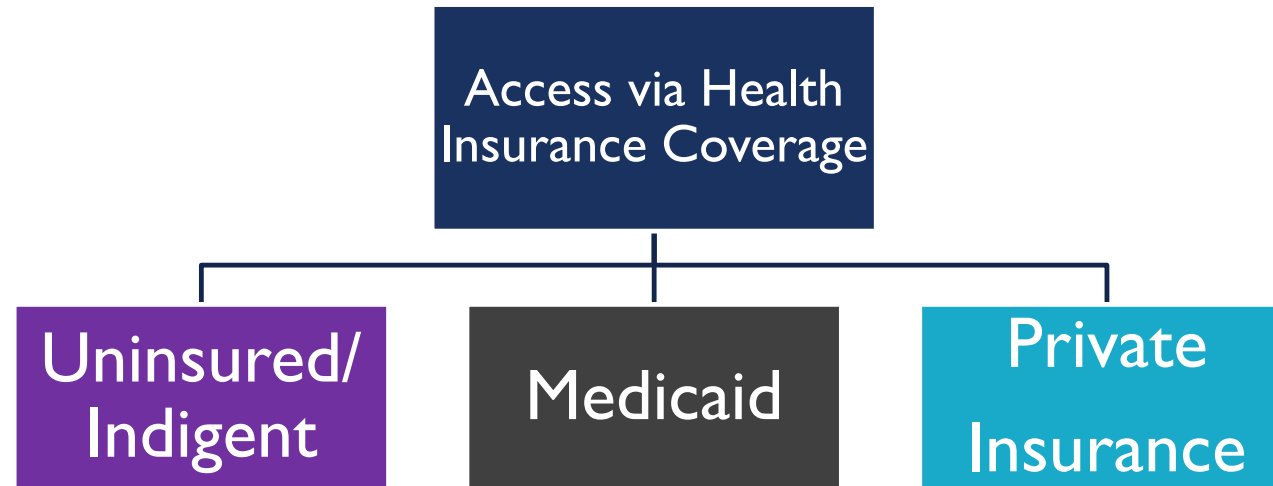 Access via Health
Insurance Coverage
Uninsured/
Indigent
Medicaid
Private
Insurance